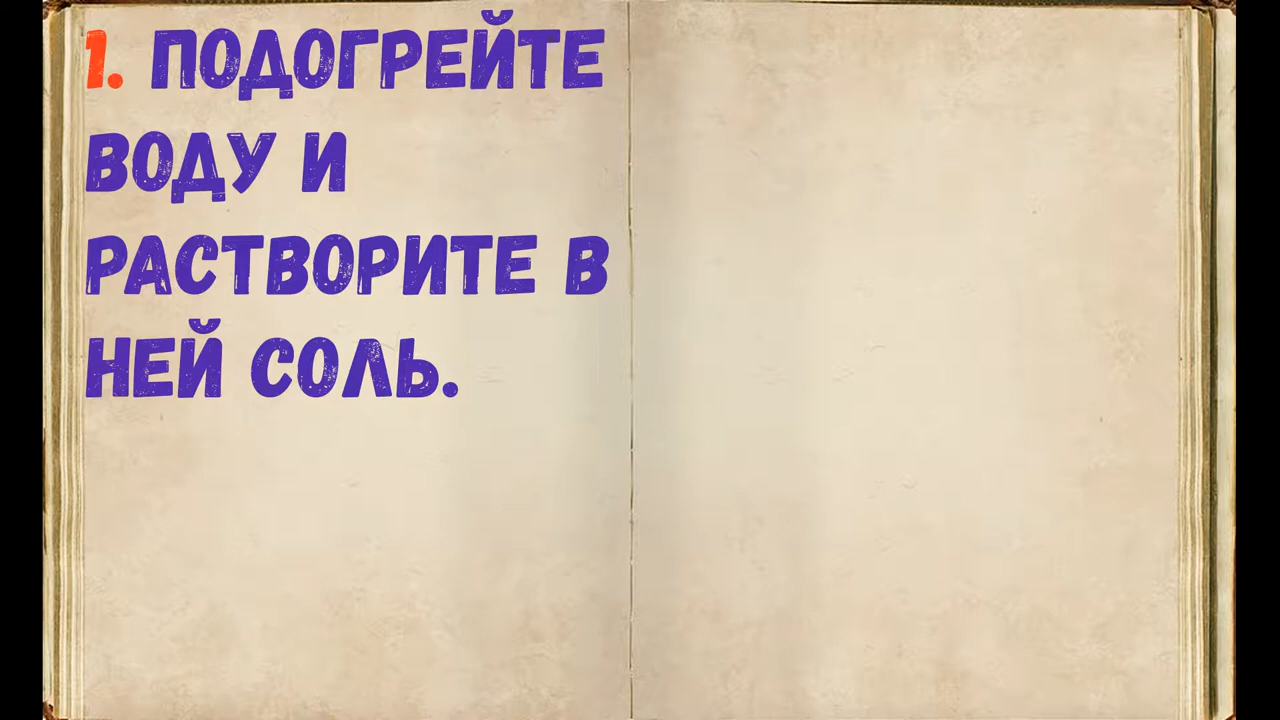 1. ПОДОГРЕЙТЕ
ВОДУ И
РАСТВОРИТЕ В
НЕЙ СОЛЬ.